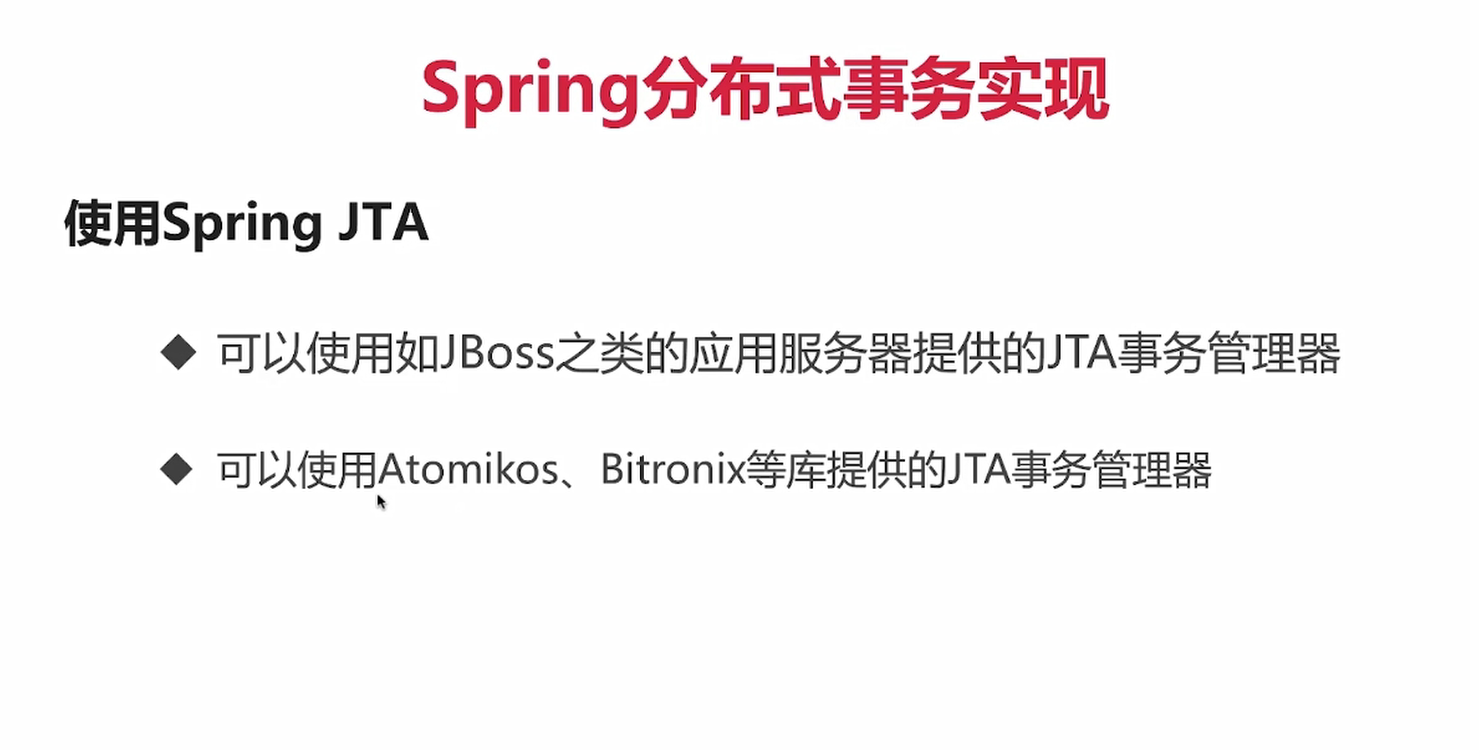 Spring分布式事务实现
使用Spring JTA
可以使用如JBoss之类的应用服务器提供的JTA事务管理器
可以使用Atomikos、Bitronix等库提供的JTA事务管理器